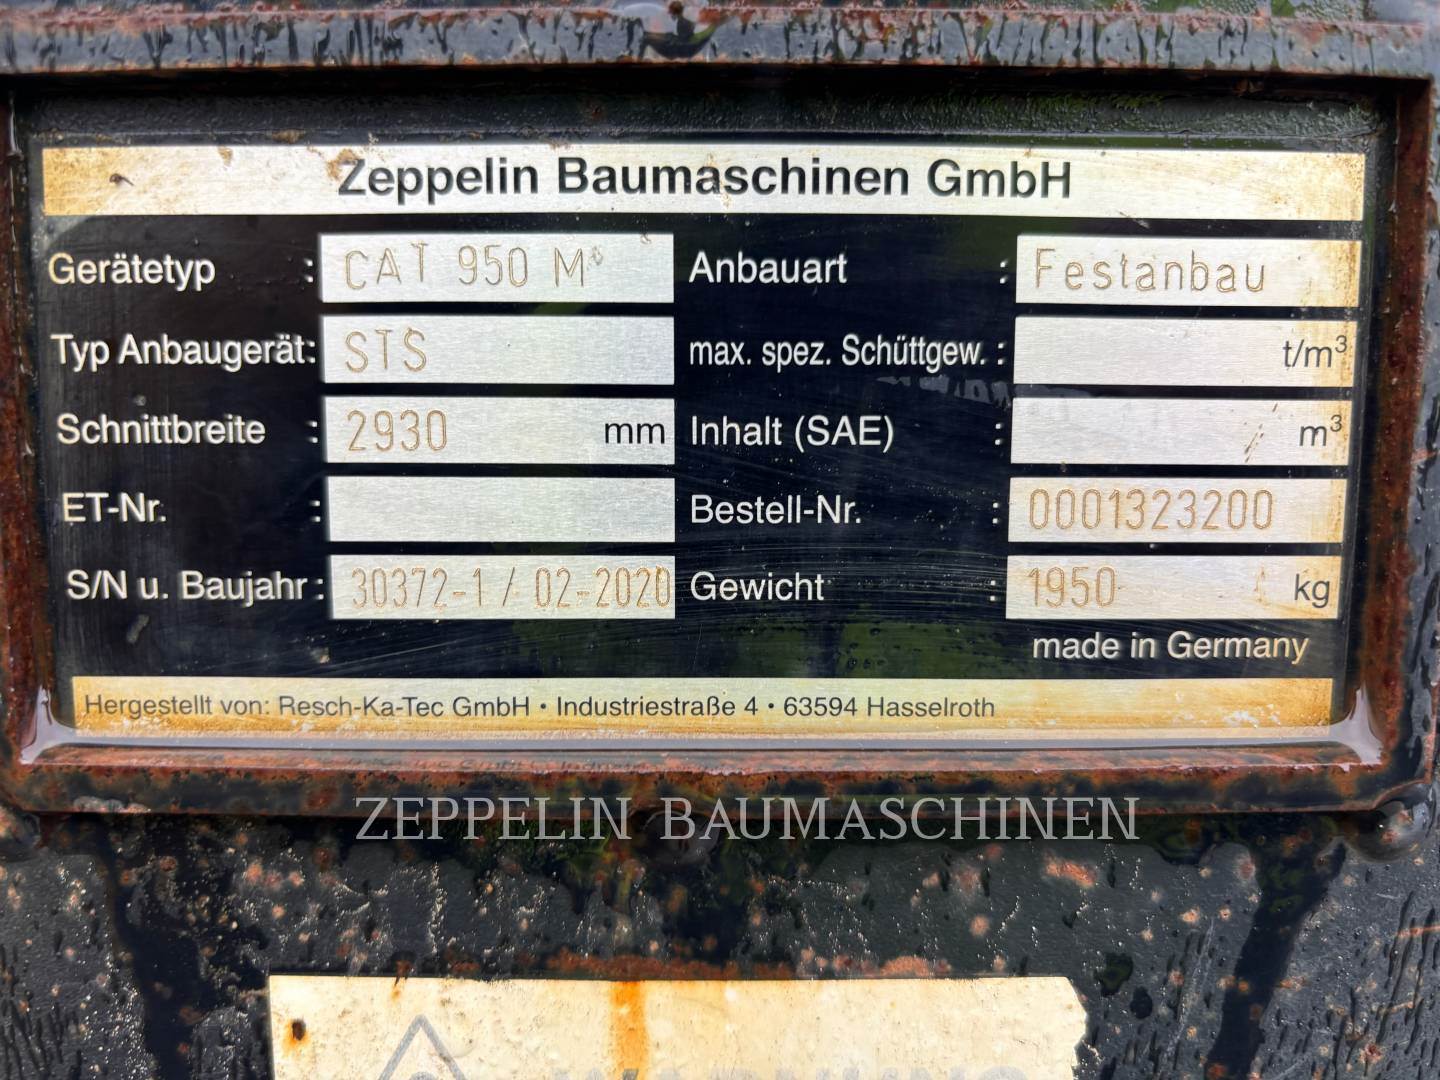 Zeppelin Baumaschinen GmbH
Gerätetyp : CAT 950 M Anbauart : Festanbau
Typ Anbaugerät: STS max. spez. Schüttgew. : t/m³
Schnittbreite : 2930 mm Inhalt (SAE) : m³
ET-Nr. : Bestell-Nr. : 0001323200
S/N u. Baujahr : 30372-1 / 02-2020 Gewicht : 1950 kg
made in Germany
Hergestellt von: Resch-Ka-Tec GmbH • Industriestraße 4 • 63594 Hasselroth
ZEPPELIN BAUMASCHINEN